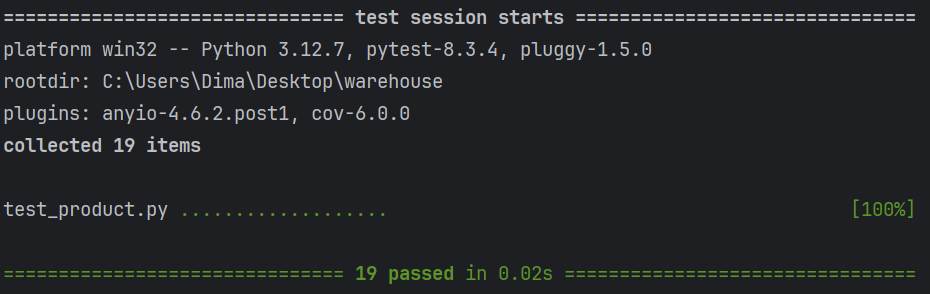 =============================== test session starts ===============================
platform win32 -- Python 3.12.7, pytest-8.3.4, pluggy-1.5.0
rootdir: C:\Users\Dima\Desktop\warehouse
plugins: anyio-4.6.2.post1, cov-6.0.0
collected 19 items
test_product.py ................... [100%]
=============================== 19 passed in 0.02s ================================